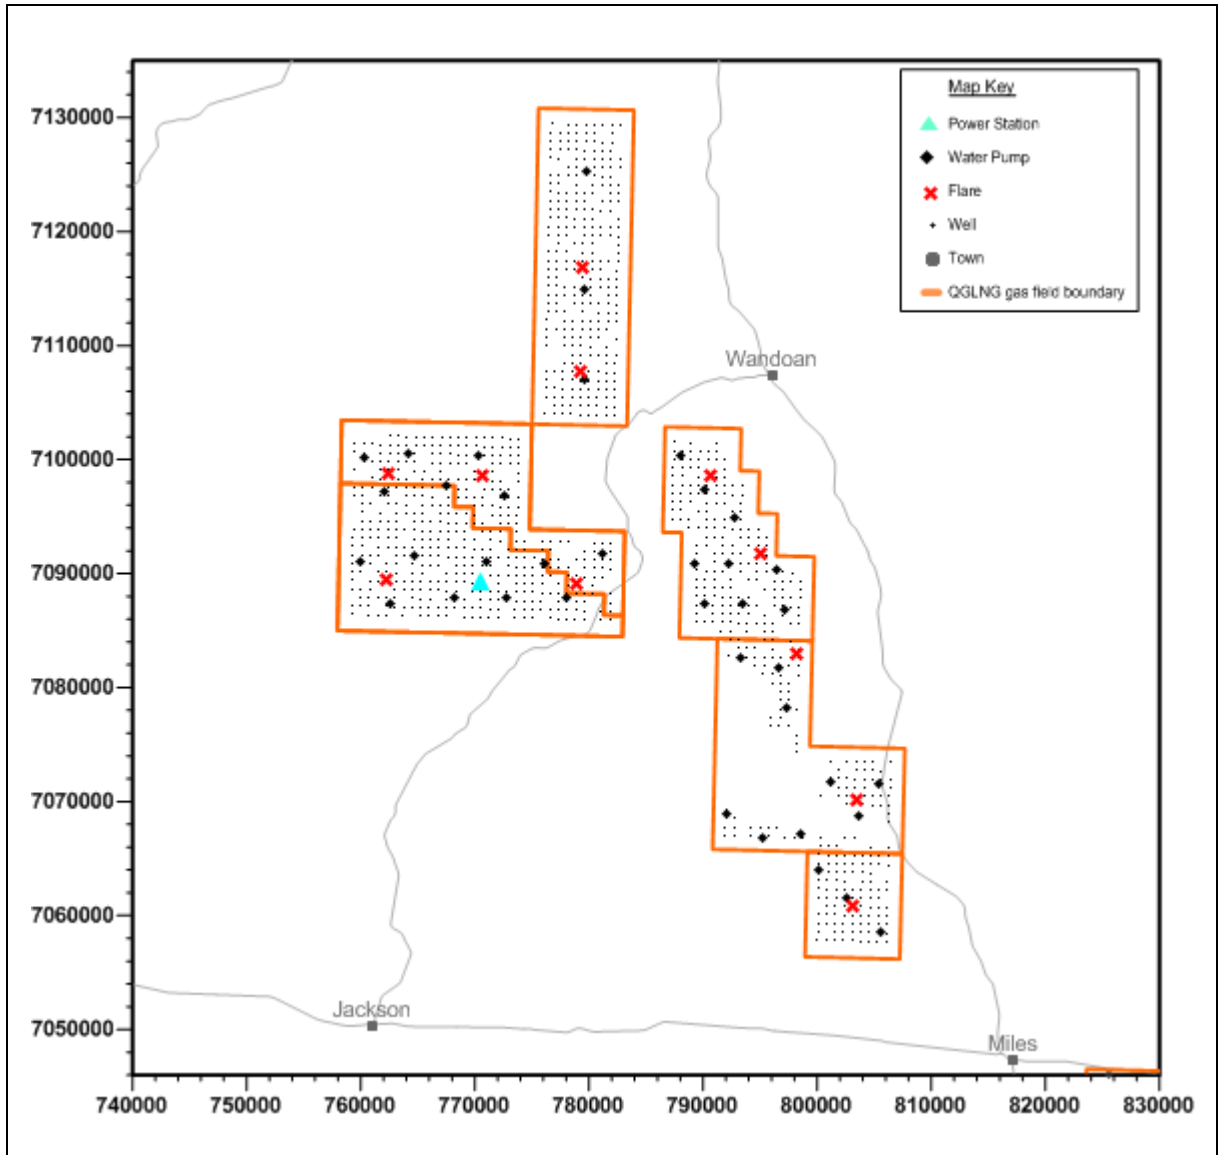 Map Key
Power Station
Water Pump
Flare
Well
Town
QGLNG gas field boundary
7130000
7120000
7110000
Wandoan
7100000
7090000
7080000
7070000
7060000
7050000
Jackson
Miles
740000 750000 760000 770000 780000 790000 800000 810000 820000 830000